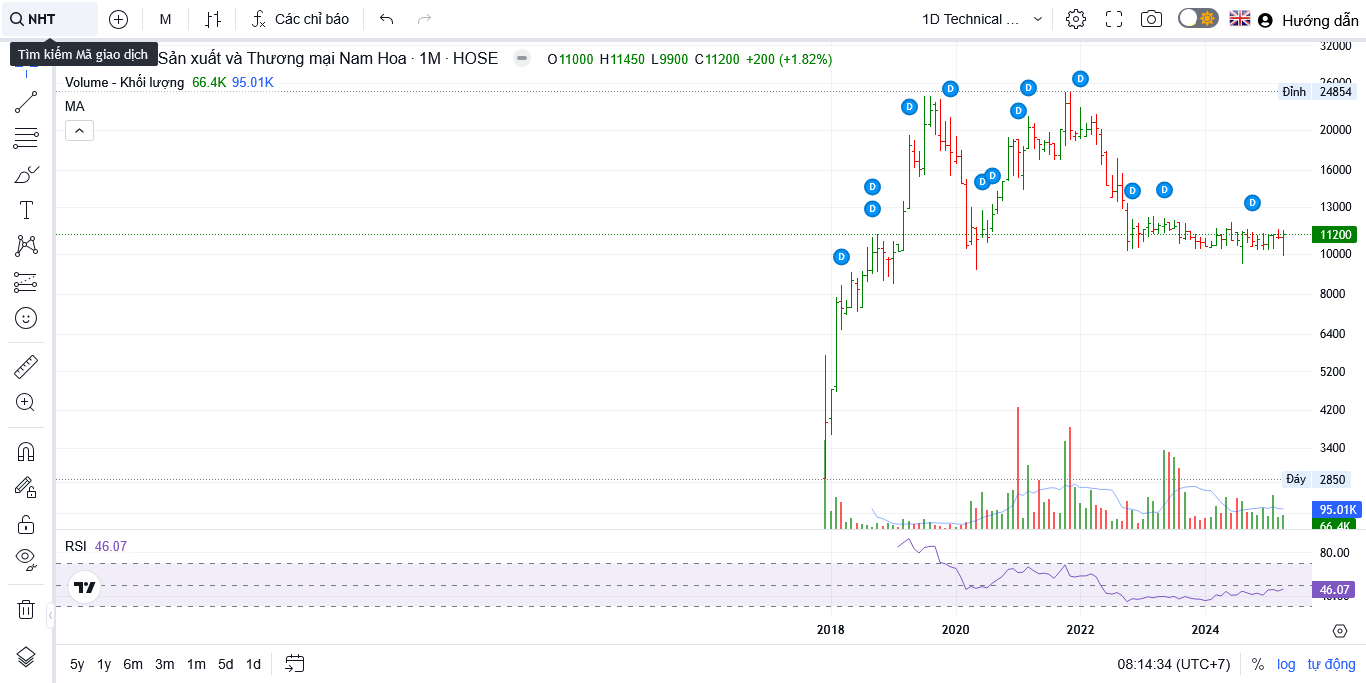 NHT
M
Các chỉ báo
1D Technical ...
Hướng dẫn
Tìm kiếm Mã giao dịch
Sản xuất và Thương mại Nam Hoa · 1M · HOSE
O11000 H11450 L9900 C11200 +200 (+1.82%)
Volume - Khối lượng 66.4K 95.01K
MA
32000
26000
Đỉnh 24854
20000
16000
13000
11200
10000
8000
6400
5200
4200
3400
Đáy 2850
95.01K
66.4K
D
D
D
D
D
D
D
D
D
D
D
D
D
RSI 46.07
80.00
46.07
2018 2020 2022 2024
5y 1y 6m 3m 1m 5d 1d
08:14:34 (UTC+7)
% log tự động